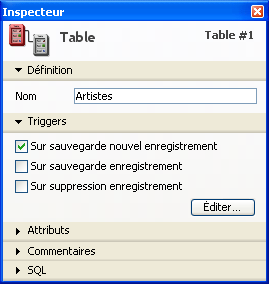 Inspecteur
Table
Table #1
Définition
Nom
Artistes
Triggers
Sur sauvegarde nouvel enregistrement
Sur sauvegarde enregistrement
Sur suppression enregistrement
Éditer...
Attributs
Commentaires
SQL